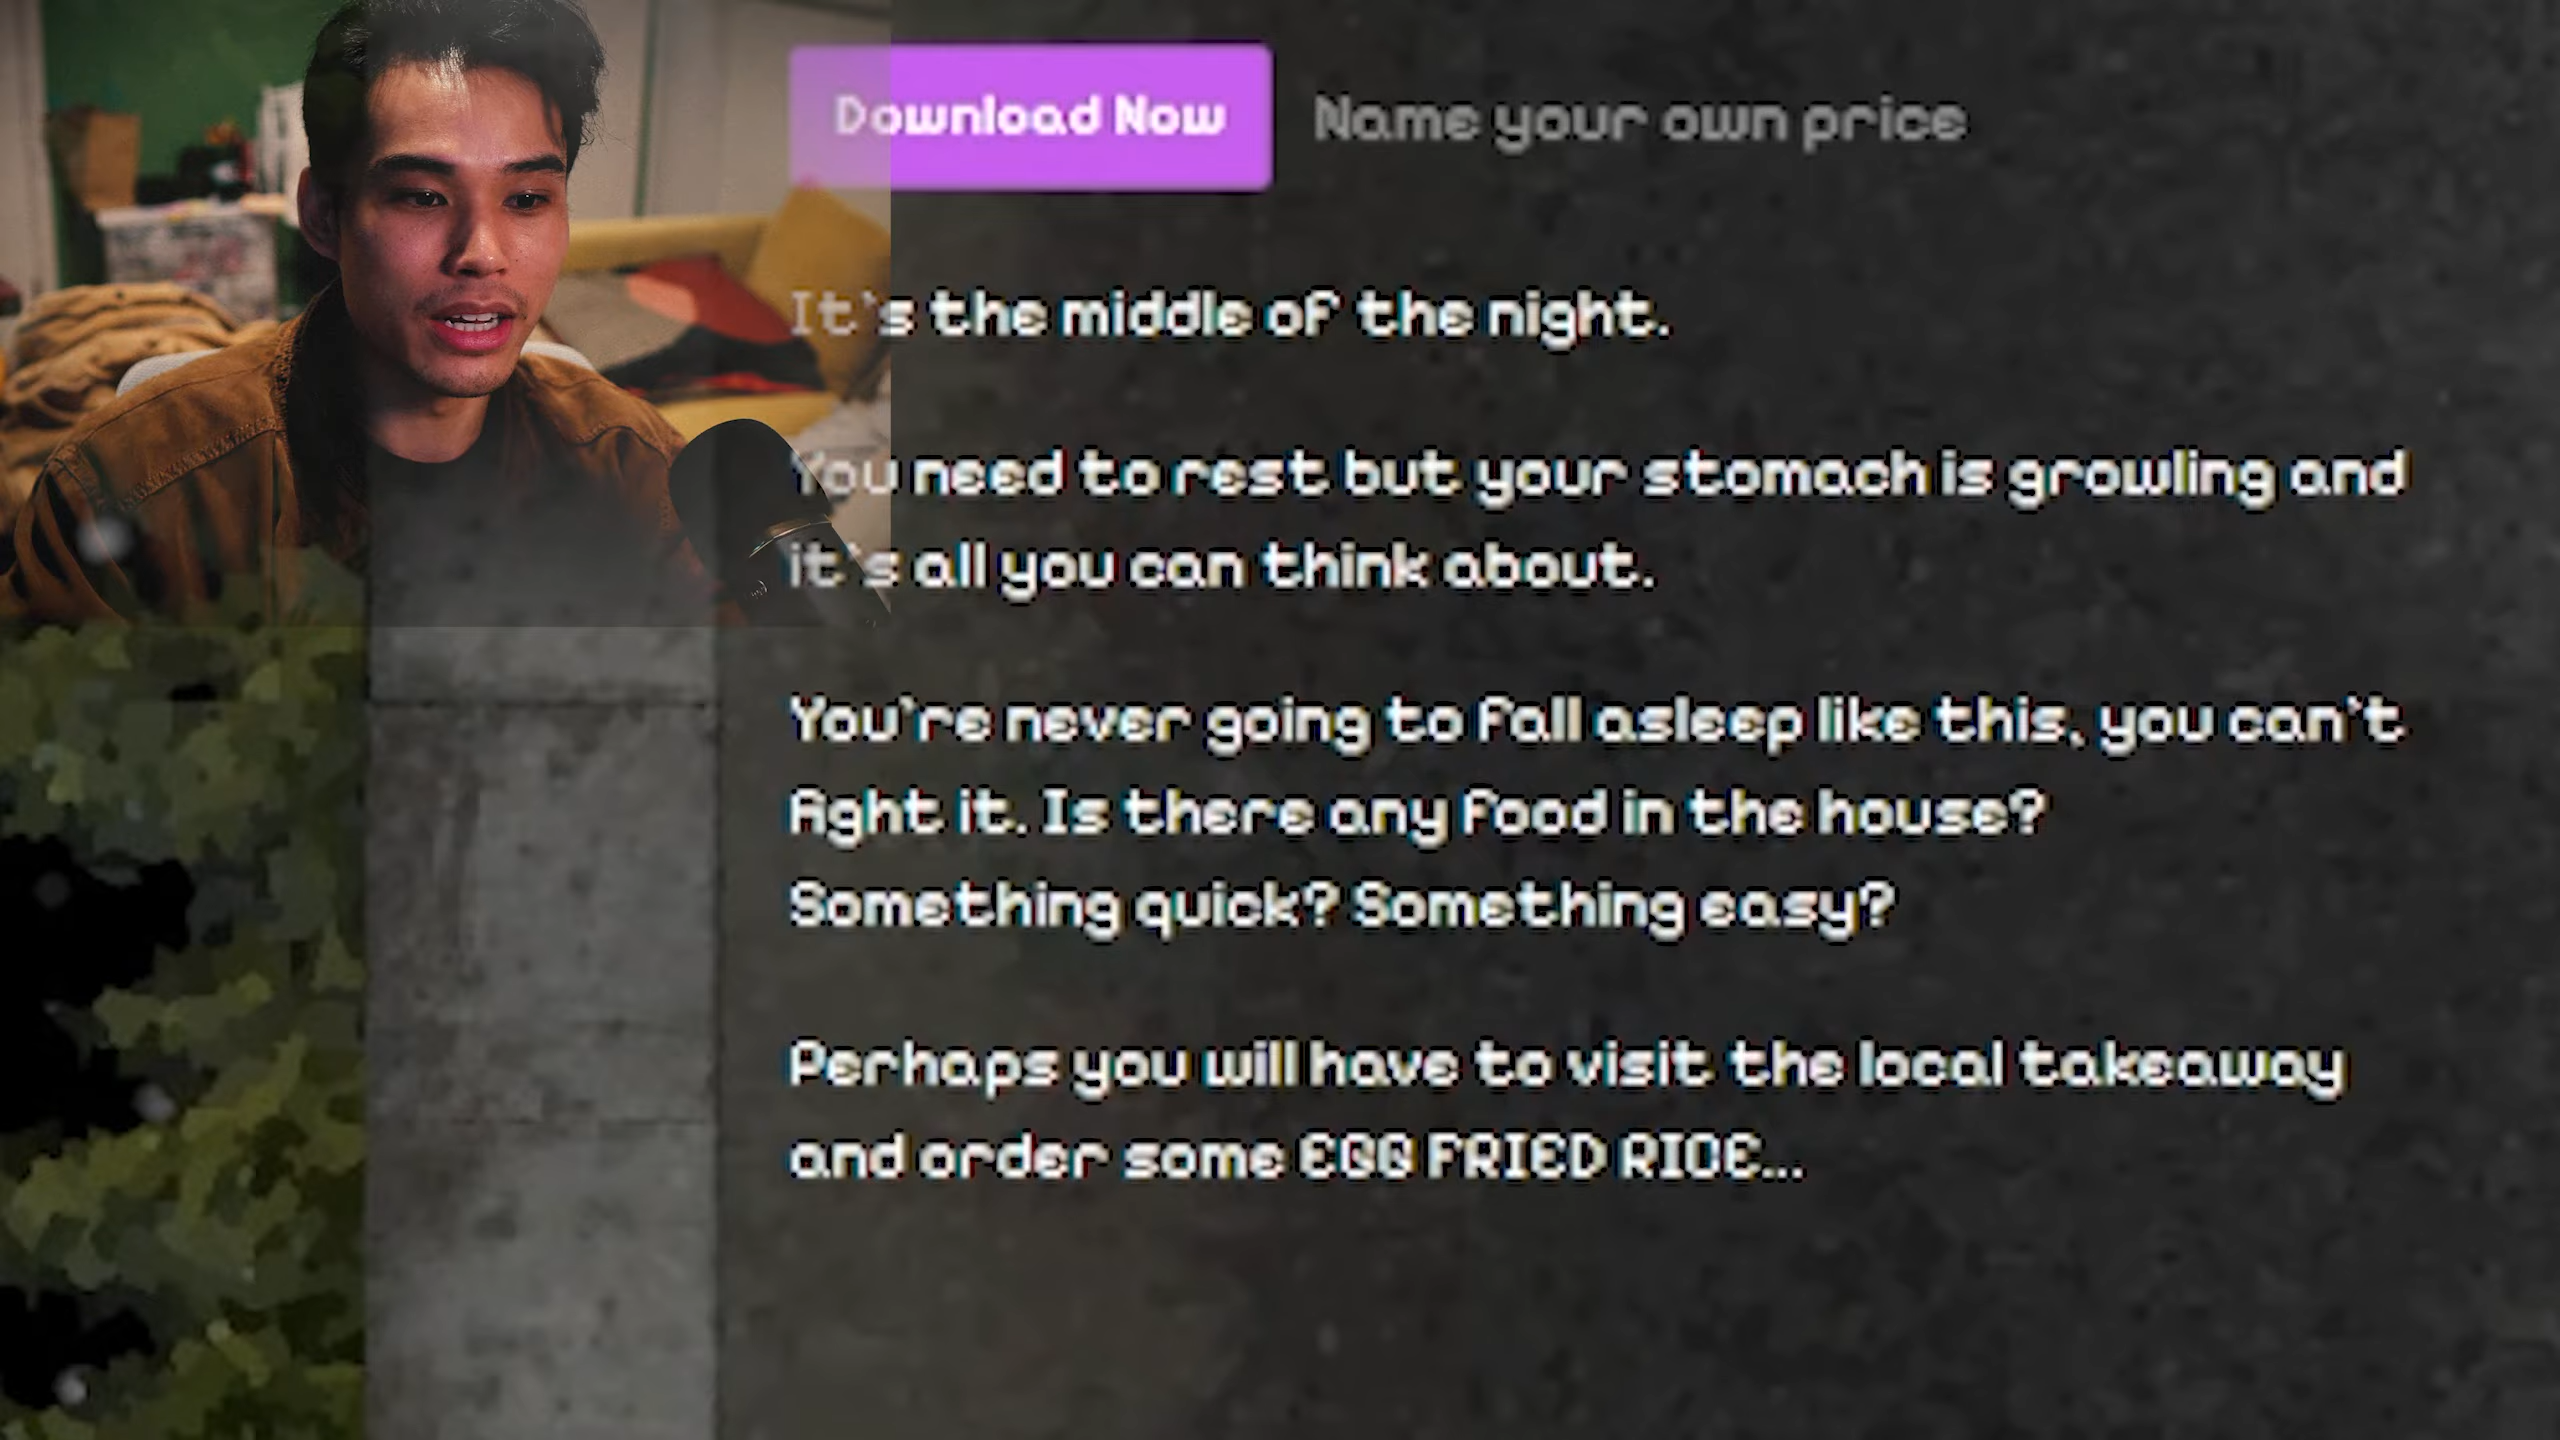 Download Now Name your own price
It's the middle of the night.
You need to rest but your stomach is growling and
it's all you can think about.
You're never going to fall asleep like this, you can't
fight it. Is there any food in the house?
Something quick? Something easy?
Perhaps you will have to visit the local takeaway
and order some EGG FRIED RICE...